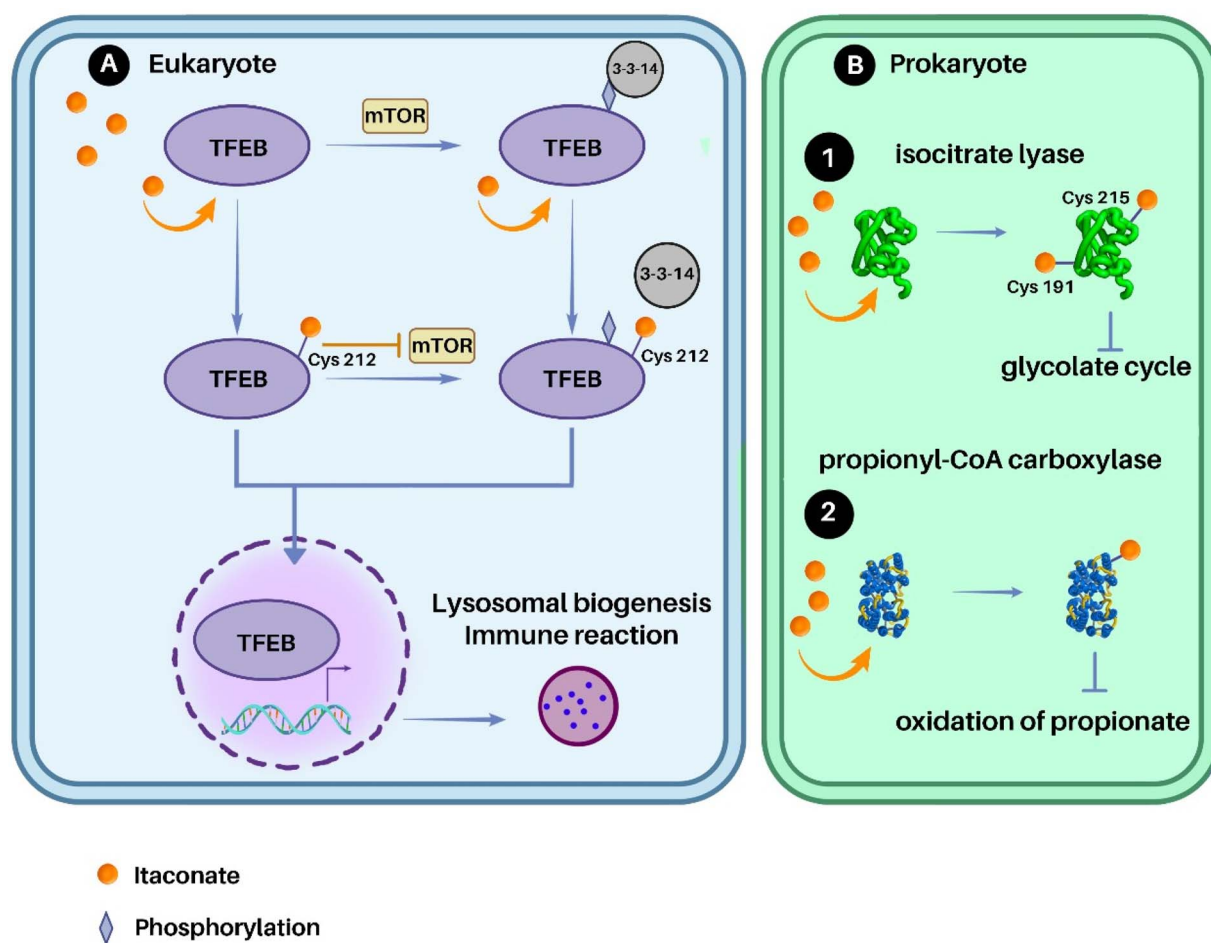 A Eukaryote
3-3-14
mTOR
TFEB
TFEB
3-3-14
Cys 212
mTOR
Cys 212
TFEB
TFEB
Lysosomal biogenesis
Immune reaction
TFEB
B Prokaryote
1
isocitrate lyase
Cys 215
Cys 191
glycolate cycle
propionyl-CoA carboxylase
2
oxidation of propionate
Itaconate
Phosphorylation